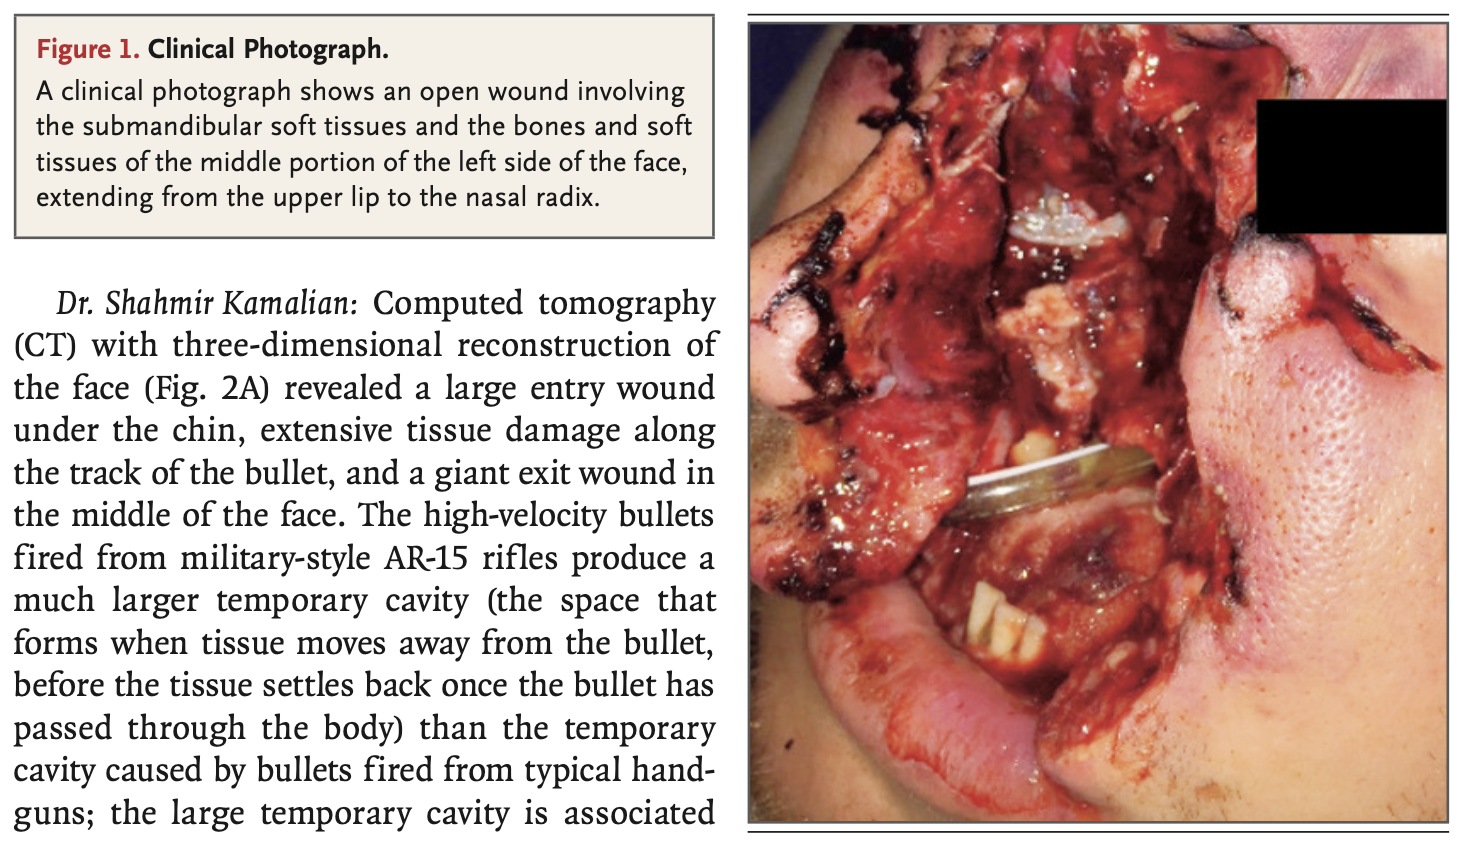 Figure 1. Clinical Photograph.
A clinical photograph shows an open wound involving
the submandibular soft tissues and the bones and soft
tissues of the middle portion of the left side of the face,
extending from the upper lip to the nasal radix.
Dr. Shahmir Kamalian: Computed tomography
(CT) with three-dimensional reconstruction of
the face (Fig. 2A) revealed a large entry wound
under the chin, extensive tissue damage along
the track of the bullet, and a giant exit wound in
the middle of the face. The high-velocity bullets
fired from military-style AR-15 rifles produce a
much larger temporary cavity (the space that
forms when tissue moves away from the bullet,
before the tissue settles back once the bullet has
passed through the body) than the temporary
cavity caused by bullets fired from typical hand-
guns; the large temporary cavity is associated